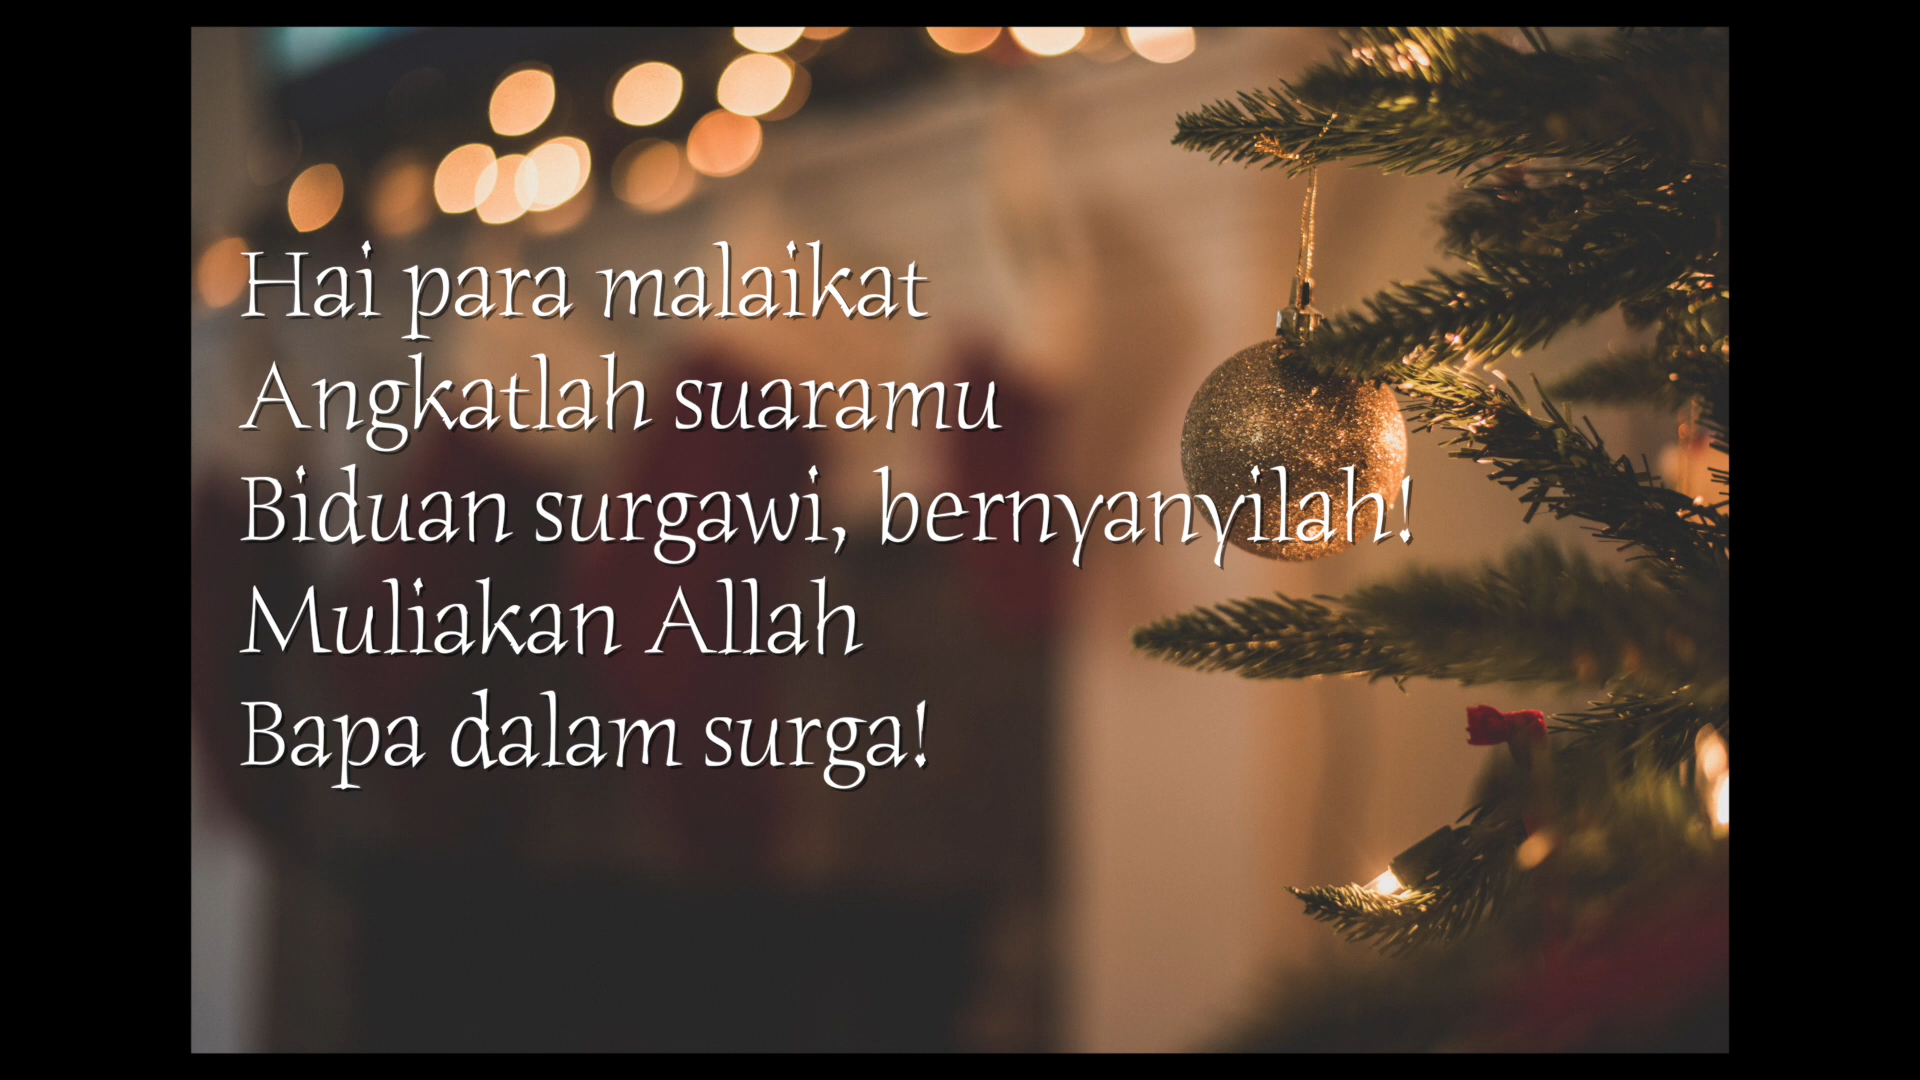 Hai para malaikat
Angkatlah suaramu
Biduan surgawi, bernyanyilah!
Muliakan Allah
Bapa dalam surga!